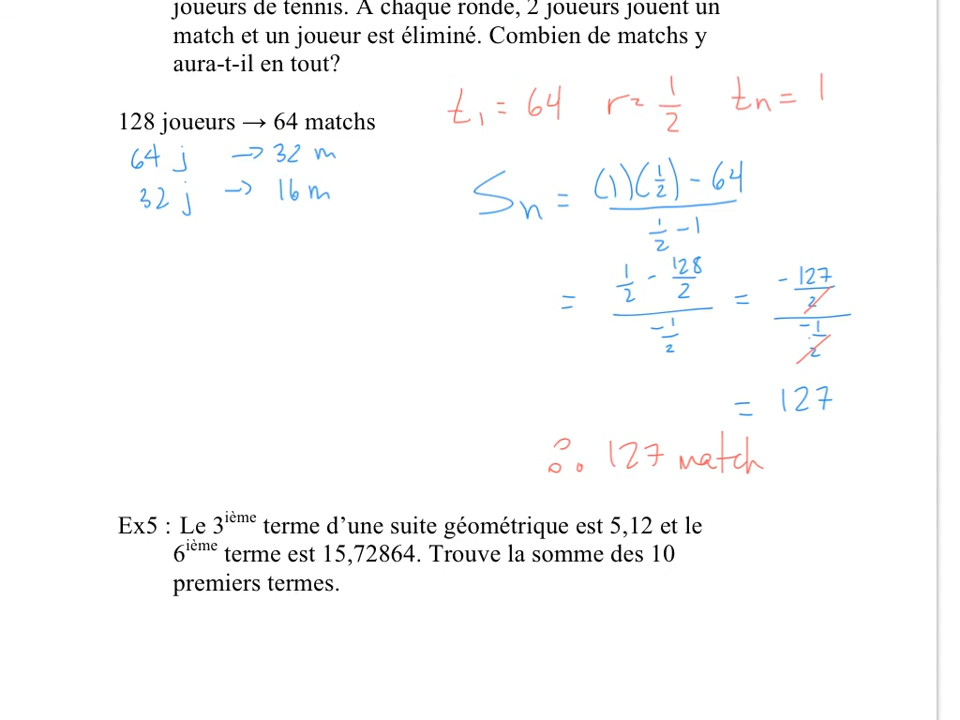 joueurs de tennis. À chaque ronde, 2 joueurs jouent un
match et un joueur est éliminé. Combien de matchs y
aura-t-il en tout?
t₁ = 64 r = 1/2 tn = 1
128 joueurs → 64 matchs
64 j → 32 m
32 j → 16 m
Sn = ((1)(1/2) - 64)/(1/2 - 1)
= (1/2 - 128/2)/(-1/2) = (-127/2)/(-1/2)
= 127
∴ 127 match
Ex5 : Le 3ième terme d’une suite géométrique est 5,12 et le
6ième terme est 15,72864. Trouve la somme des 10
premiers termes.